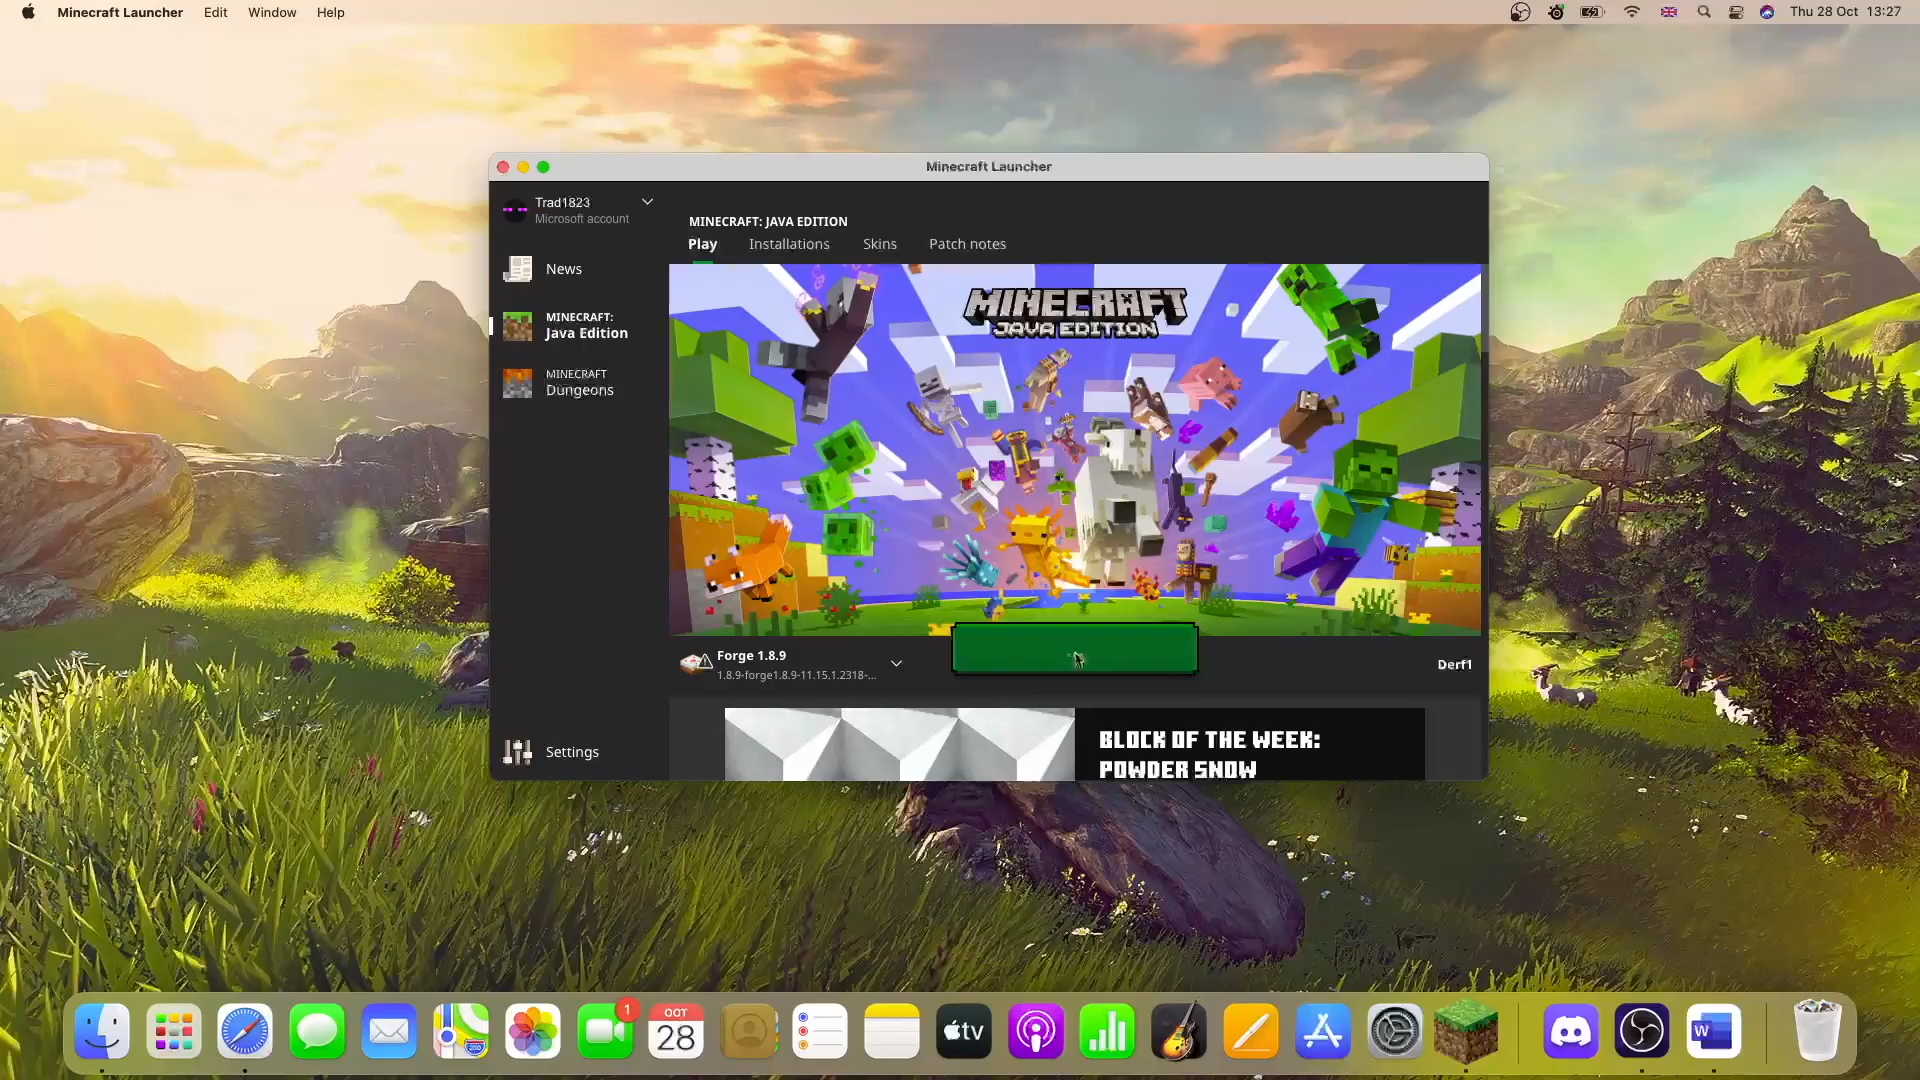 Minecraft Launcher Edit Window Help
Thu 28 Oct 13:27
Minecraft Launcher
Trad1823
Microsoft account
News
MINECRAFT:
Java Edition
MINECRAFT
Dungeons
Settings
MINECRAFT: JAVA EDITION
Play Installations Skins Patch notes
MINECRAFT
JAVA EDITION
Forge 1.8.9
1.8.9-forge1.8.9-11.15.1.2318-...
Derf1
BLOCK OF THE WEEK:
POWDER SNOW
1
OCT
28
tv
W